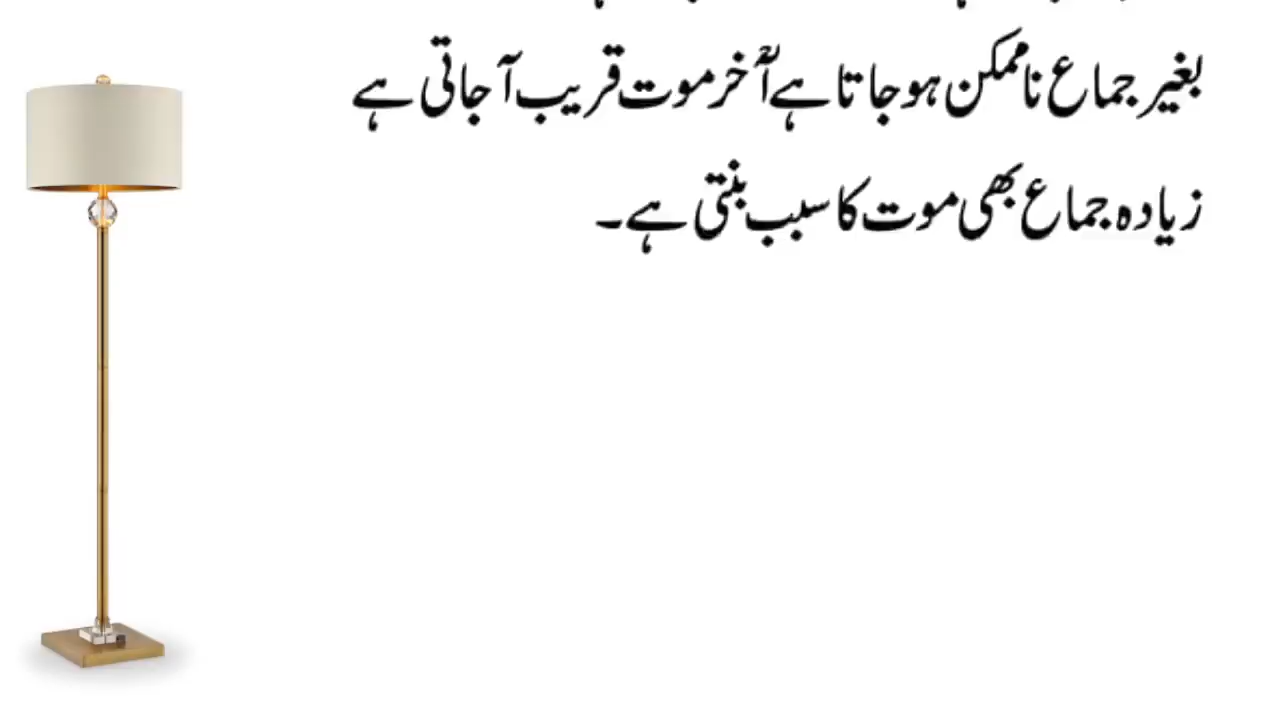 بغیر جماع ناممکن ہوجاتا ہے آخر موت قریب آجاتی ہے
زیادہ جماع بھی موت کا سبب بنتی ہے۔